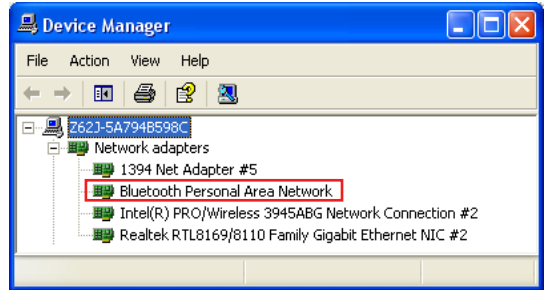 Device Manager
File Action View Help
Z62J-5A794B598C
Network adapters
1394 Net Adapter #5
Bluetooth Personal Area Network
Intel(R) PRO/Wireless 3945ABG Network Connection #2
Realtek RTL8169/8110 Family Gigabit Ethernet NIC #2